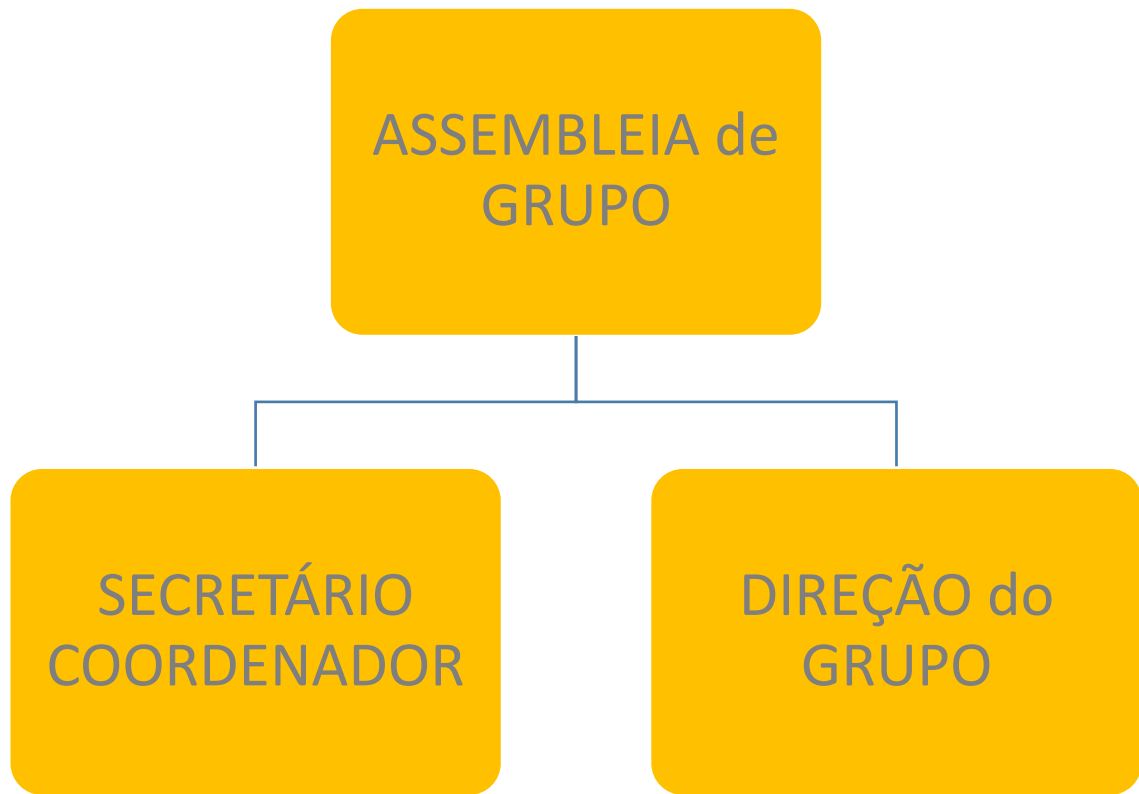 ASSEMBLEIA de
GRUPO
SECRETÁRIO
COORDENADOR
DIREÇÃO do
GRUPO